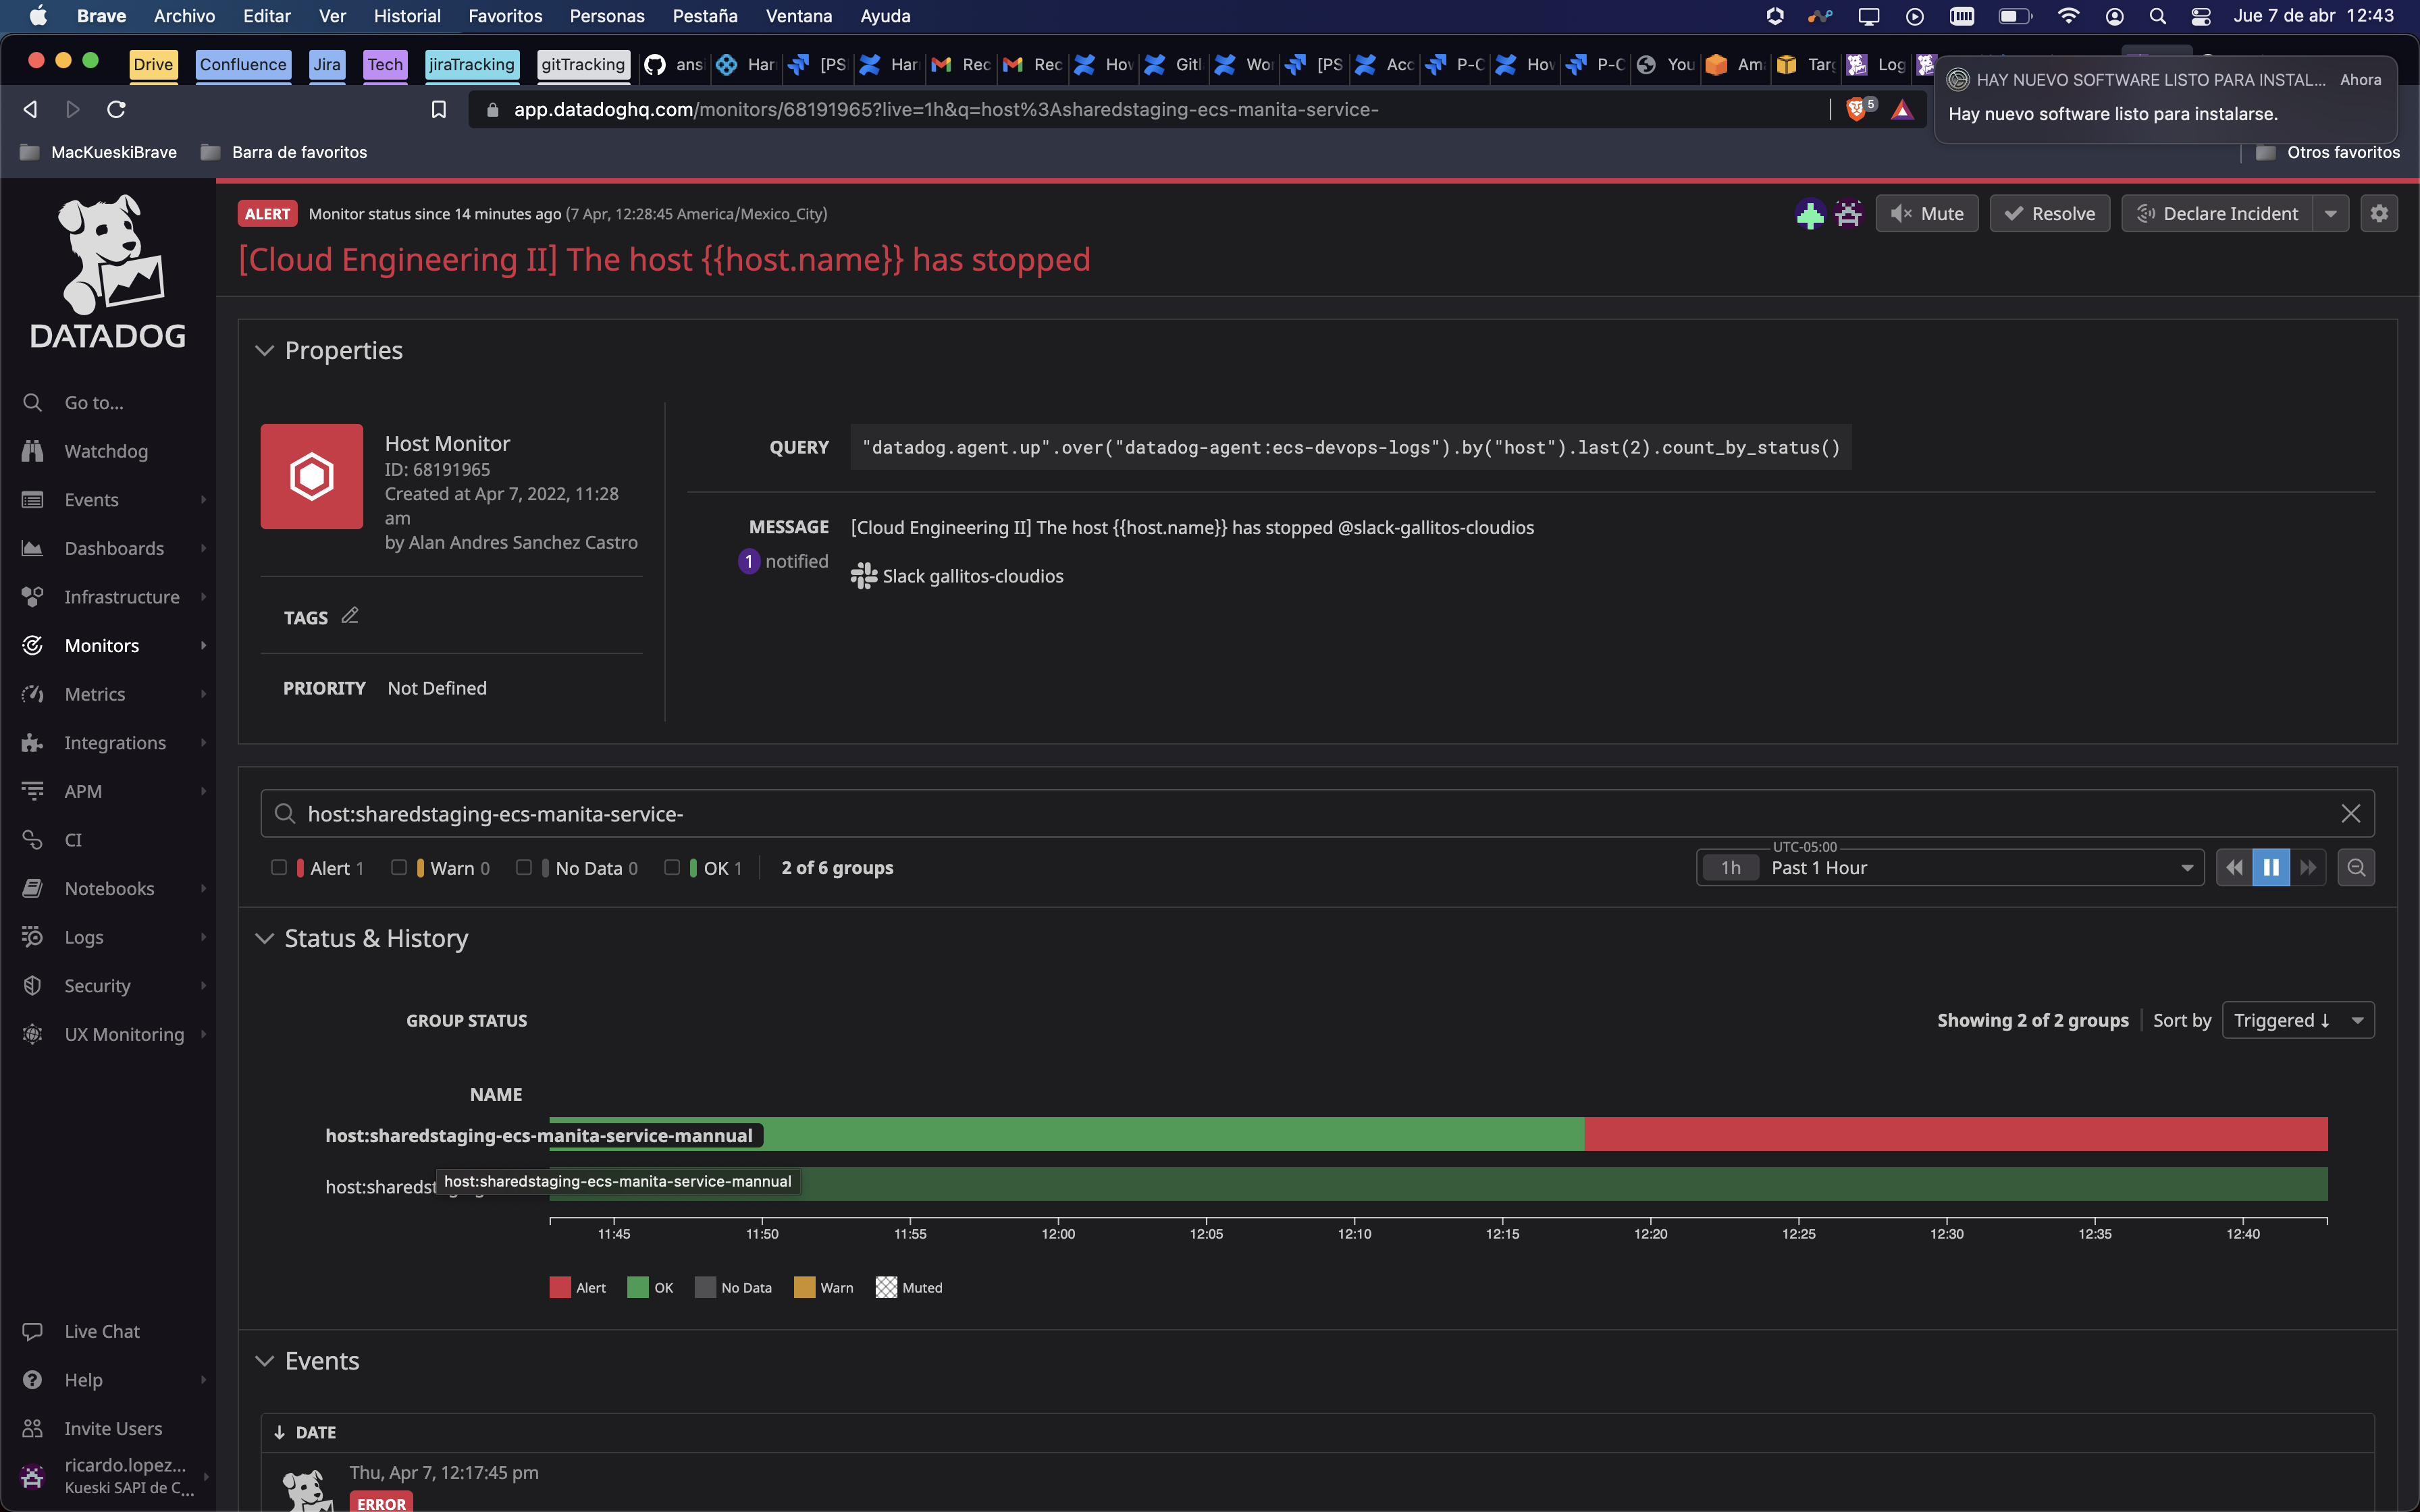 Brave Archivo Editar Ver Historial Favoritos Personas Pestaña Ventana Ayuda Jue 7 de abr 12:43
Drive Confluence Jira Tech jiraTracking gitTracking ans Har [PS Har Rec Rec How Giti Wor [PS Acc P-C How P-C You Am Targ Log
HAY NUEVO SOFTWARE LISTO PARA INSTAL... Ahora
Hay nuevo software listo para instalarse.
app.datadoghq.com/monitors/68191965?live=1h&q=host%3Asharedstaging-ecs-manita-service- 5
MacKueskiBrave Barra de favoritos Otros favoritos
DATADOG
Go to...
Watchdog
Events
Dashboards
Infrastructure
Monitors
Metrics
Integrations
APM
CI
Notebooks
Logs
Security
UX Monitoring
Live Chat
Help
Invite Users
ricardo.lopez...
Kueski SAPI de C...
ALERT Monitor status since 14 minutes ago (7 Apr, 12:28:45 America/Mexico_City)
Mute Resolve Declare Incident
[Cloud Engineering II] The host {{host.name}} has stopped
Properties
Host Monitor
ID: 68191965
Created at Apr 7, 2022, 11:28
am
by Alan Andres Sanchez Castro
TAGS
PRIORITY Not Defined
QUERY "datadog.agent.up".over("datadog-agent:ecs-devops-logs").by("host").last(2).count_by_status()
MESSAGE [Cloud Engineering II] The host {{host.name}} has stopped @slack-gallitos-cloudios
1 notified
Slack gallitos-cloudios
host:sharedstaging-ecs-manita-service-
Alert 1 Warn 0 No Data 0 OK 1 2 of 6 groups
UTC-05:00
1h Past 1 Hour
Status & History
GROUP STATUS
Showing 2 of 2 groups Sort by Triggered ↓
NAME
host:sharedstaging-ecs-manita-service-mannual
host:sharedst
host:sharedstaging-ecs-manita-service-mannual
11:45 11:50 11:55 12:00 12:05 12:10 12:15 12:20 12:25 12:30 12:35 12:40
Alert OK No Data Warn Muted
Events
↓ DATE
Thu, Apr 7, 12:17:45 pm
ERROR